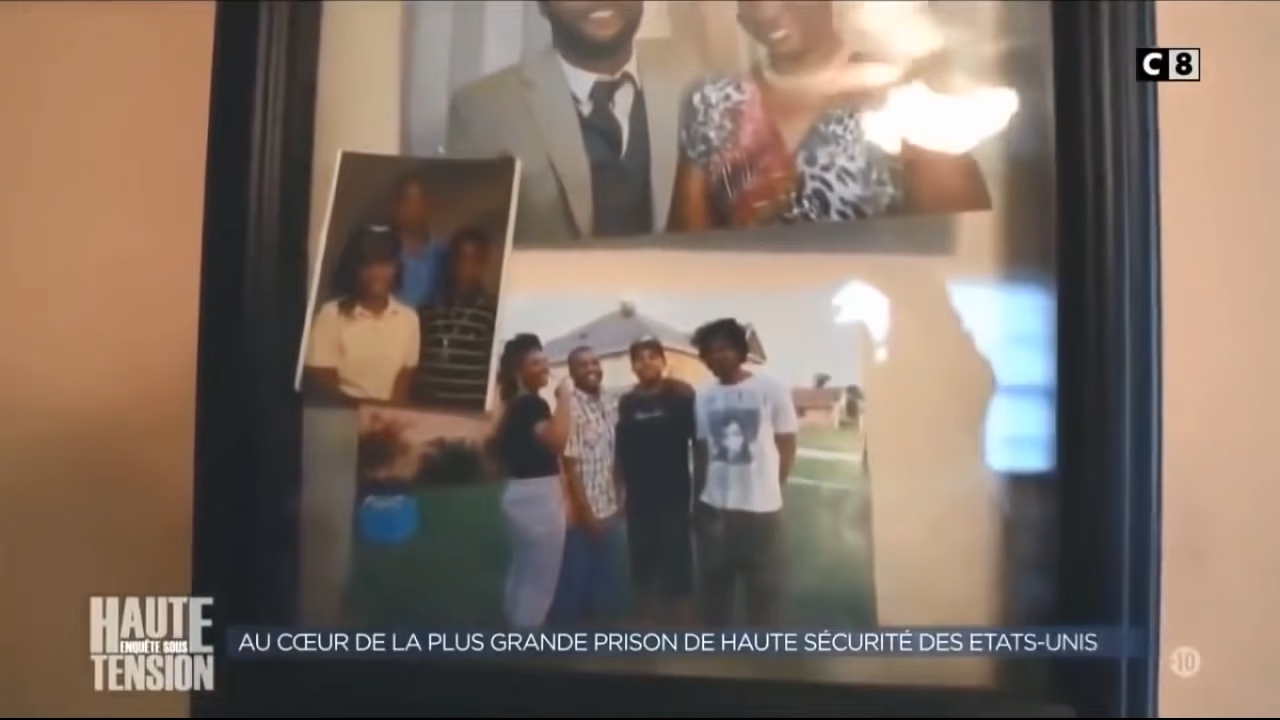 C8
HAUTE
ENQUÊTE SOUS
TENSION
AU CŒUR DE LA PLUS GRANDE PRISON DE HAUTE SÉCURITÉ DES ETATS-UNIS
-10